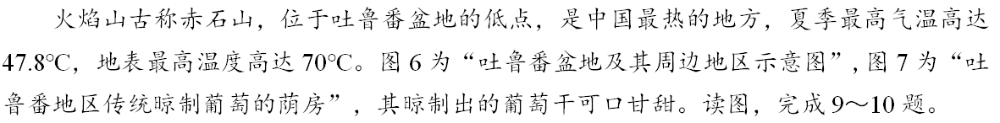 火焰山古称赤石山，位于吐鲁番盆地的低点，是中国最热的地方，夏季最高气温高达
47.8℃，地表最高温度高达 70℃。图 6 为“吐鲁番盆地及其周边地区示意图”，图 7 为“吐
鲁番地区传统晾制葡萄的荫房”，其晾制出的葡萄干可口甘甜。读图，完成 9～10 题。